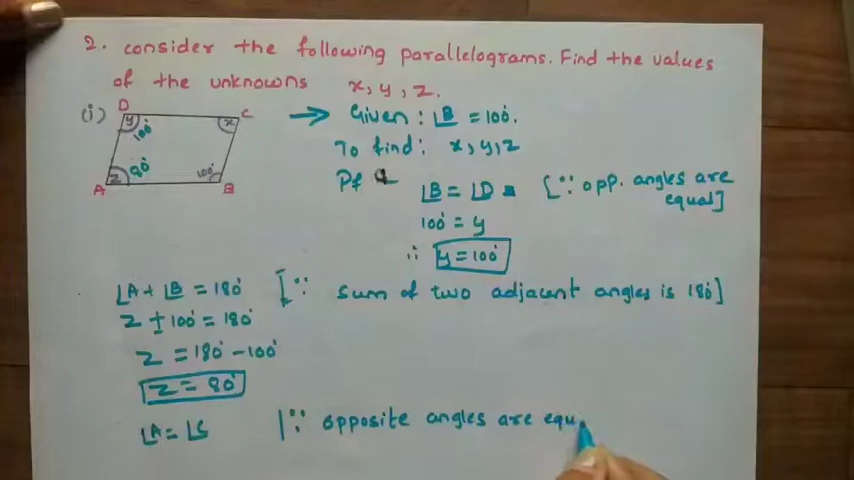 2. consider the following parallelograms. Find the values
of the unknowns x, y, z.
(i) D y 100° x C
A z 80° 100° B
→ Given: ∠B = 100°.
To find: x, y, z
Pf
∠B = ∠D [∵ opp. angles are
equal]
100° = y
∴ y = 100°
∠A + ∠B = 180° [∵ sum of two adjacent angles is 180°]
z + 100° = 180°
z = 180° - 100°
z = 80°
∠A = ∠C [∵ opposite angles are equ